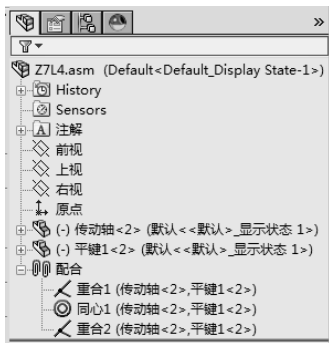 »
Z7L4.asm (Default<Default_Display State-1>)
History
Sensors
A 注解
前视
上视
右视
原点
(-) 传动轴<2> (默认<<默认>_显示状态 1>)
(-) 平键1<2> (默认<<默认>_显示状态 1>)
配合
重合1 (传动轴<2>,平键1<2>)
同心1 (传动轴<2>,平键1<2>)
重合2 (传动轴<2>,平键1<2>)